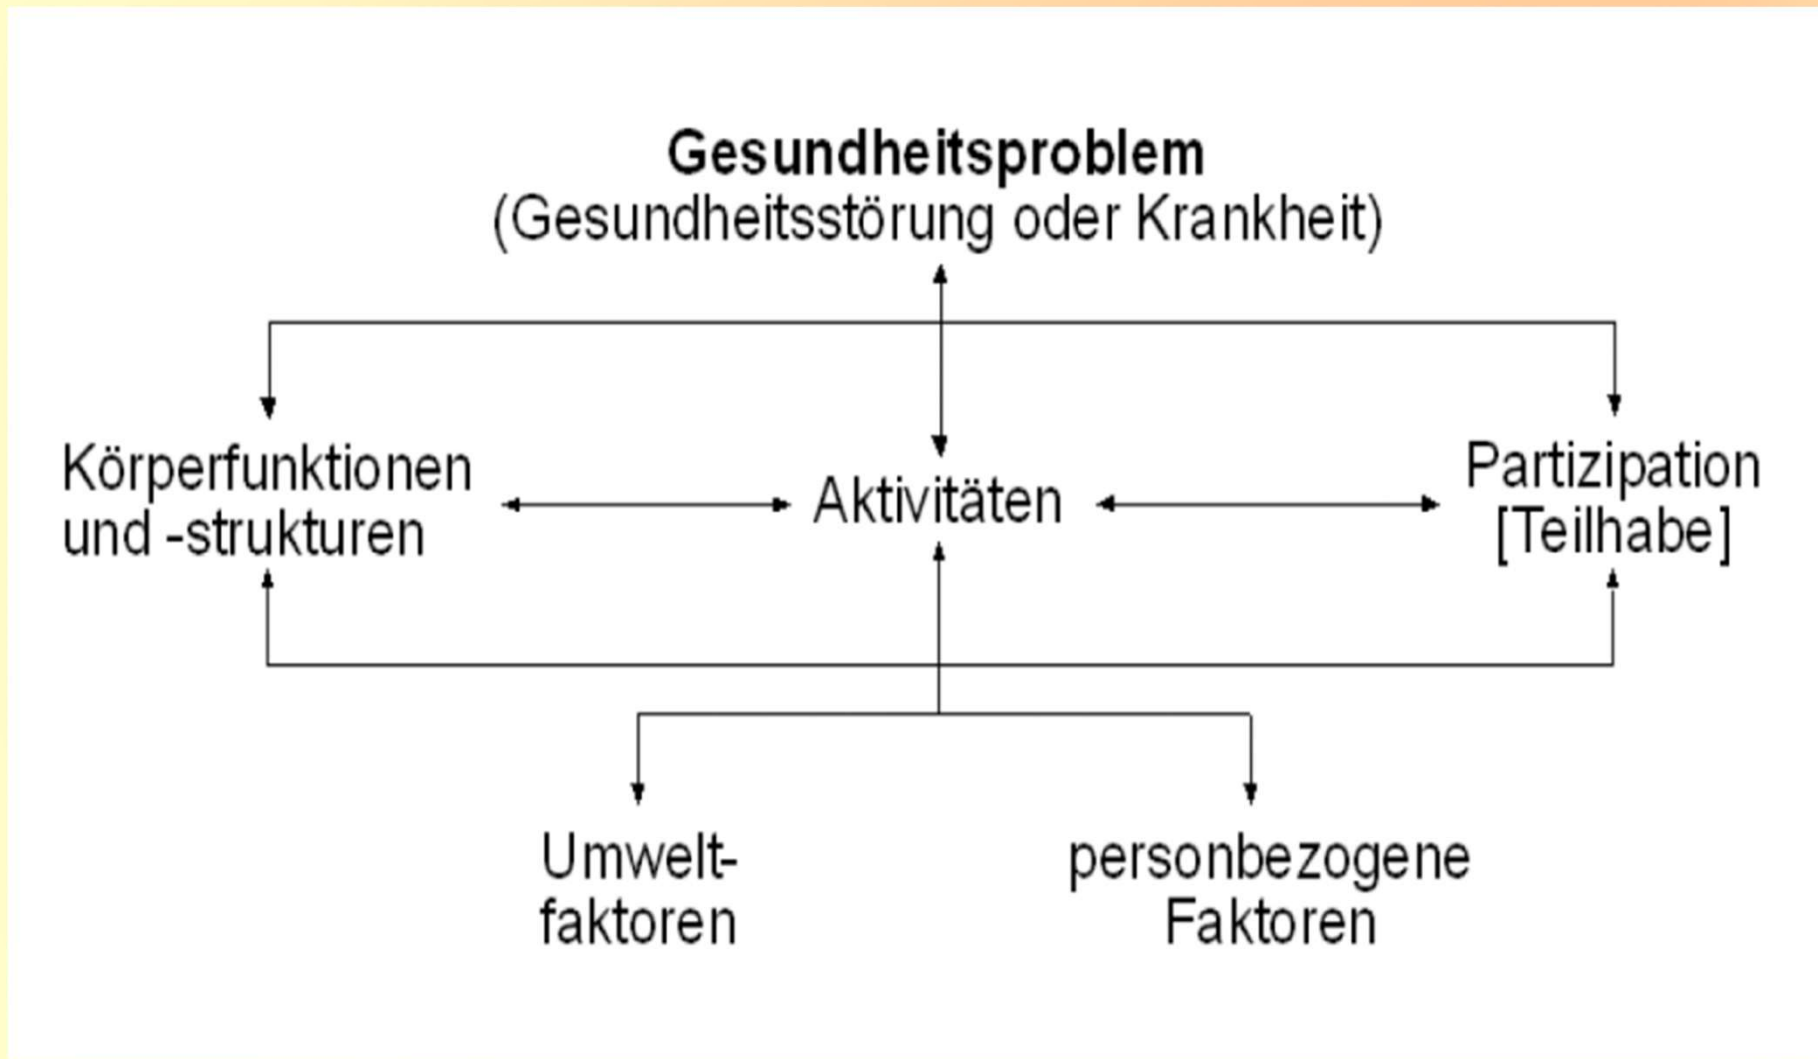 Gesundheitsproblem
(Gesundheitsstörung oder Krankheit)
Körperfunktionen
und -strukturen
Aktivitäten
Partizipation
[Teilhabe]
Umwelt-
faktoren
personbezogene
Faktoren